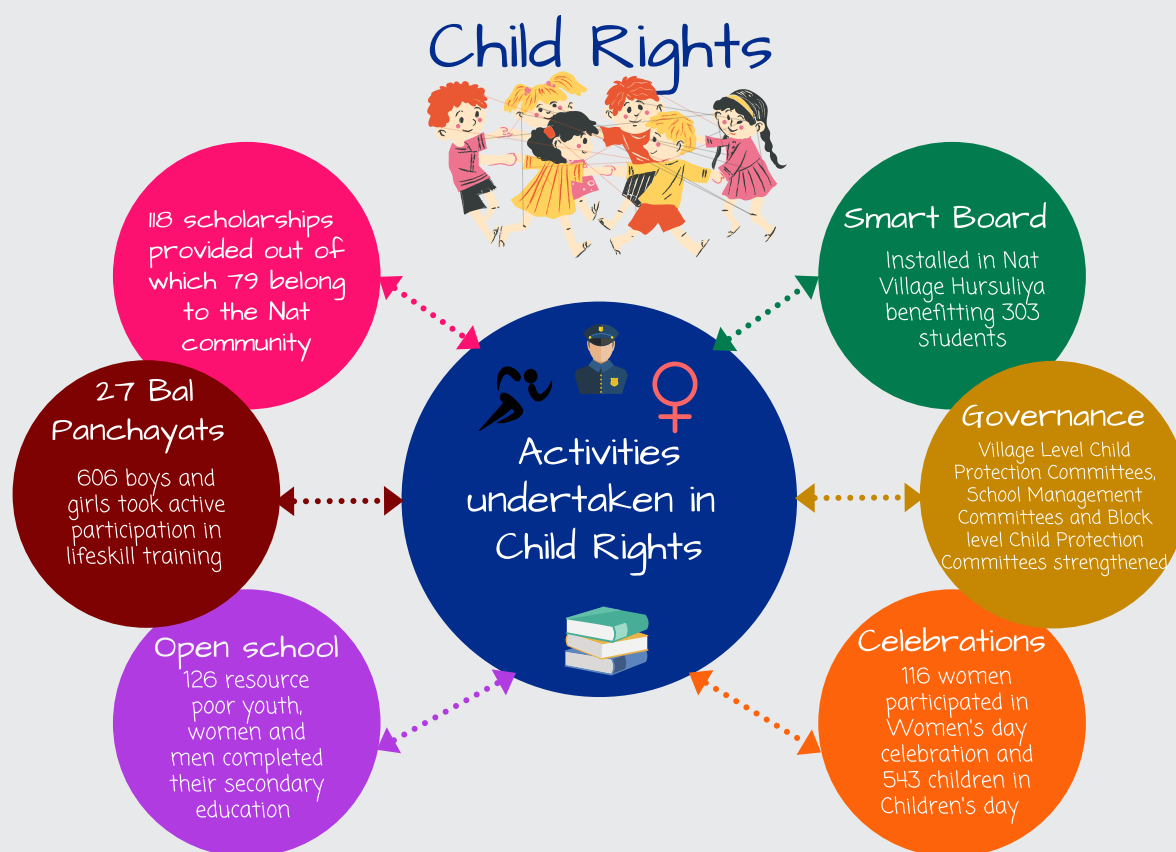 Child Rights
118 scholarships
provided out of
which 79 belong
to the Nat
community
27 Bal
Panchayats
606 boys and
girls took active
participation in
lifeskill training
Open school
126 resource
poor youth,
women and
men completed
their secondary
education
Activities
undertaken in
Child Rights
Smart Board
Installed in Nat
Village Hursuliya
benefitting 303
students
Governance
Village Level Child
Protection Committees,
School Management
Committees and Block
level Child Protection
Committees strengthened
Celebrations
116 women
participated in
Women's day
celebration and
543 children in
Children's day